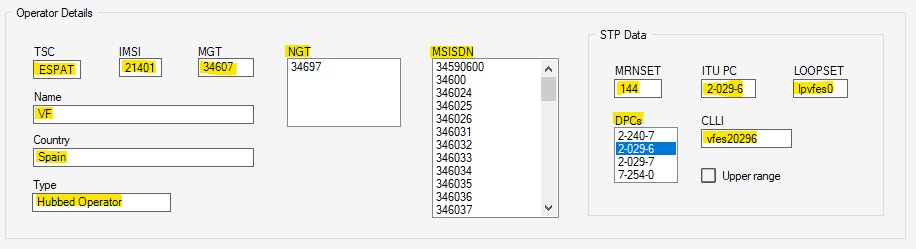 Operator Details
TSC
ESPAT
IMSI
21401
MGT
34607
Name
VF
Country
Spain
Type
Hubbed Operator
NGT
34697
MSISDN
34590600
34600
346024
346025
346026
346031
346032
346033
346034
346035
346036
346037
STP Data
MRNSET
144
ITU PC
2-029-6
LOOPSET
lpvfes0
DPCs
2-240-7
2-029-6
2-029-7
7-254-0
CLLI
vfes20296
Upper range